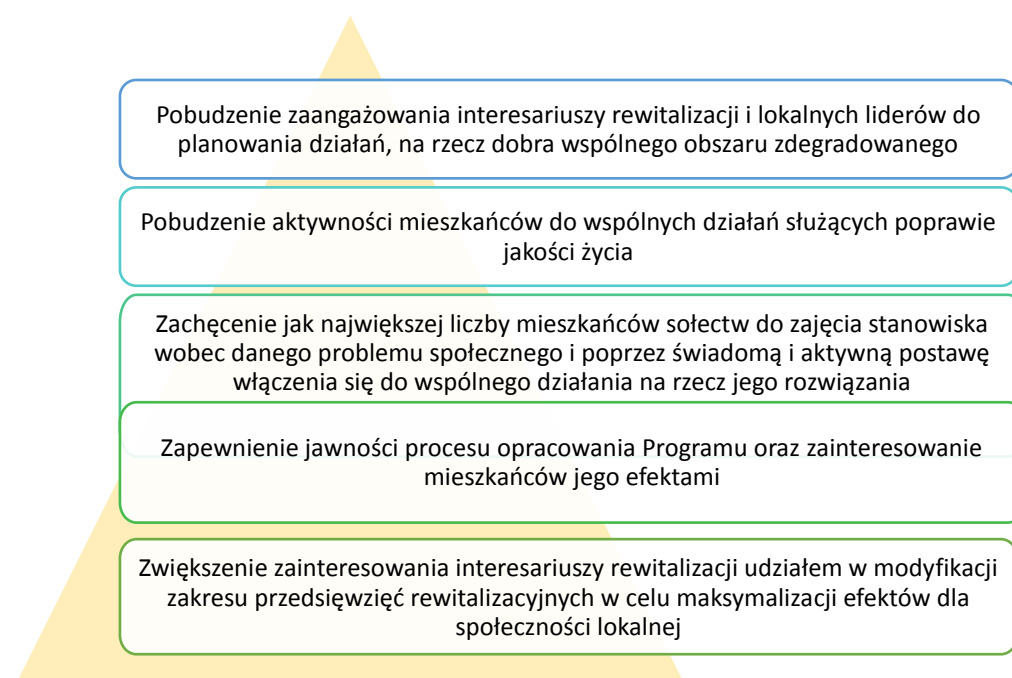 Pobudzenie zaangażowania interesariuszy rewitalizacji i lokalnych liderów do
planowania działań, na rzecz dobra wspólnego obszaru zdegradowanego
Pobudzenie aktywności mieszkańców do wspólnych działań służących poprawie
jakości życia
Zachęcenie jak największej liczby mieszkańców sołectw do zajęcia stanowiska
wobec danego problemu społecznego i poprzez świadomą i aktywną postawę
włączenia się do wspólnego działania na rzecz jego rozwiązania
Zapewnienie jawności procesu opracowania Programu oraz zainteresowanie
mieszkańców jego efektami
Zwiększenie zainteresowania interesariuszy rewitalizacji udziałem w modyfikacji
zakresu przedsięwzięć rewitalizacyjnych w celu maksymalizacji efektów dla
społeczności lokalnej